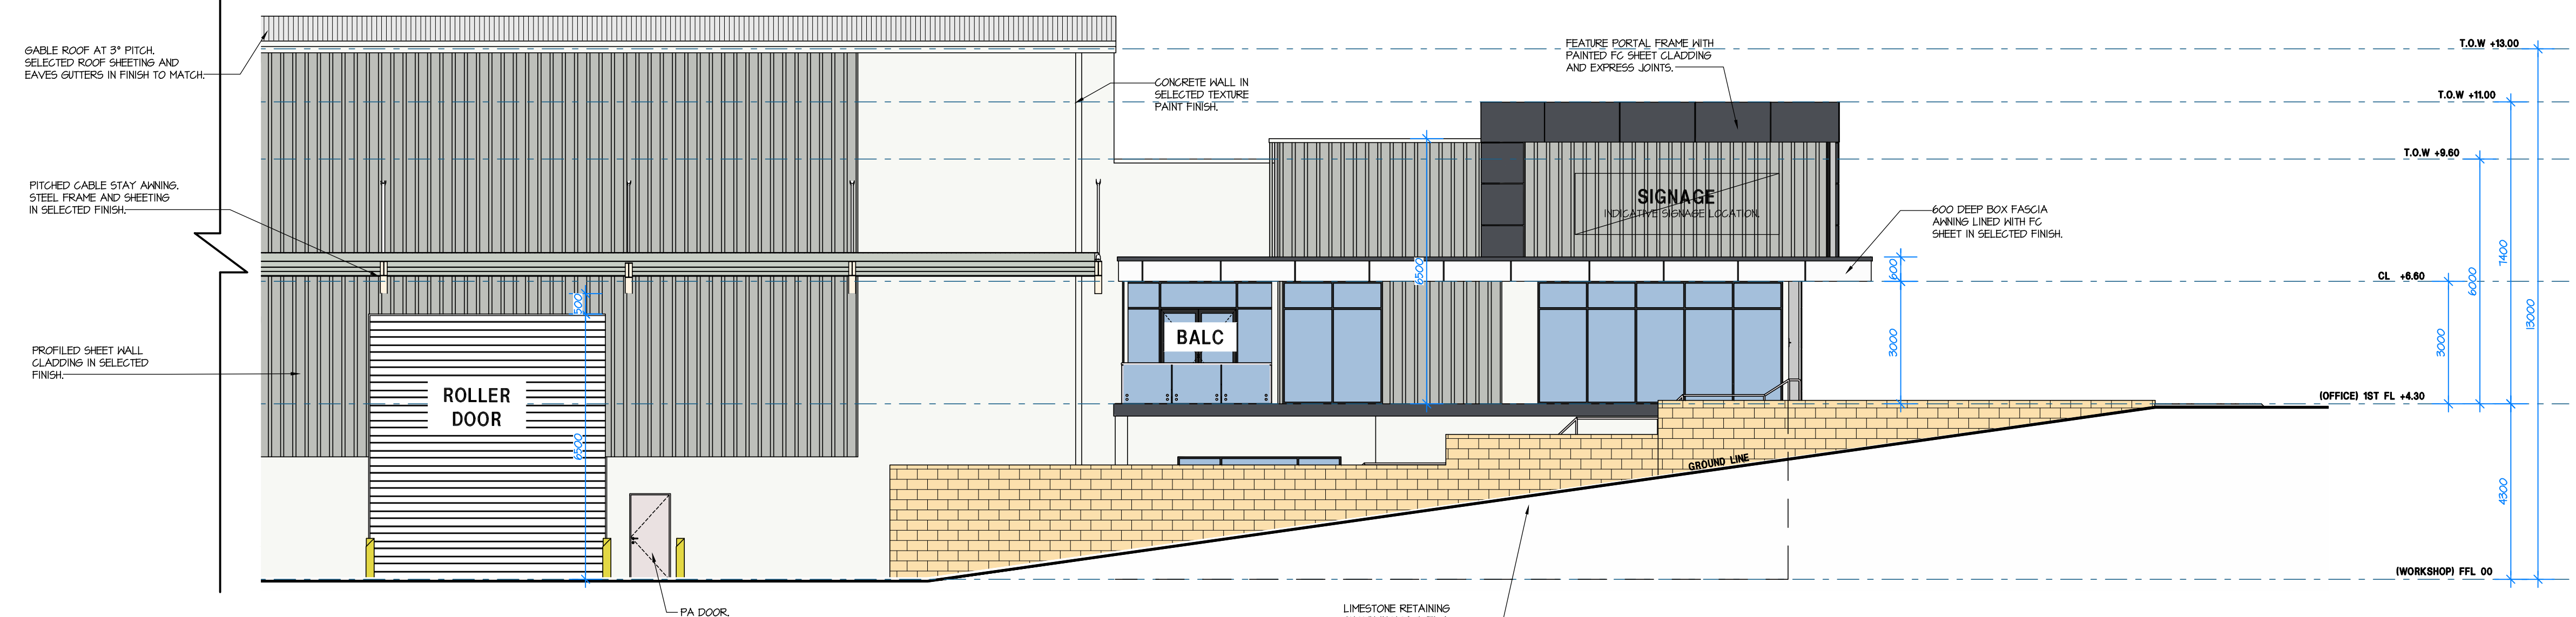 GABLE ROOF AT 3° PITCH.
SELECTED ROOF SHEETING AND
EAVES GUTTERS IN FINISH TO MATCH.
PITCHED CABLE STAY AWNING.
STEEL FRAME AND SHEETING
IN SELECTED FINISH.
PROFILED SHEET WALL
CLADDING IN SELECTED
FINISH.
CONCRETE WALL IN
SELECTED TEXTURE
PAINT FINISH.
FEATURE PORTAL FRAME WITH
PAINTED FC SHEET CLADDING
AND EXPRESS JOINTS.
SIGNAGE
INDICATIVE SIGNAGE LOCATION.
600 DEEP BOX FASCIA
AWNING LINED WITH FC
SHEET IN SELECTED FINISH.
ROLLER
DOOR
500
6500
BALC
6500
600
3000
GROUND LINE
PA DOOR.
LIMESTONE RETAINING
T.O.W +13.00
T.O.W +11.00
T.O.W +9.60
CL +6.60
(OFFICE) 1ST FL +4.30
(WORKSHOP) FFL 00
3000
6000
7400
4300
13000